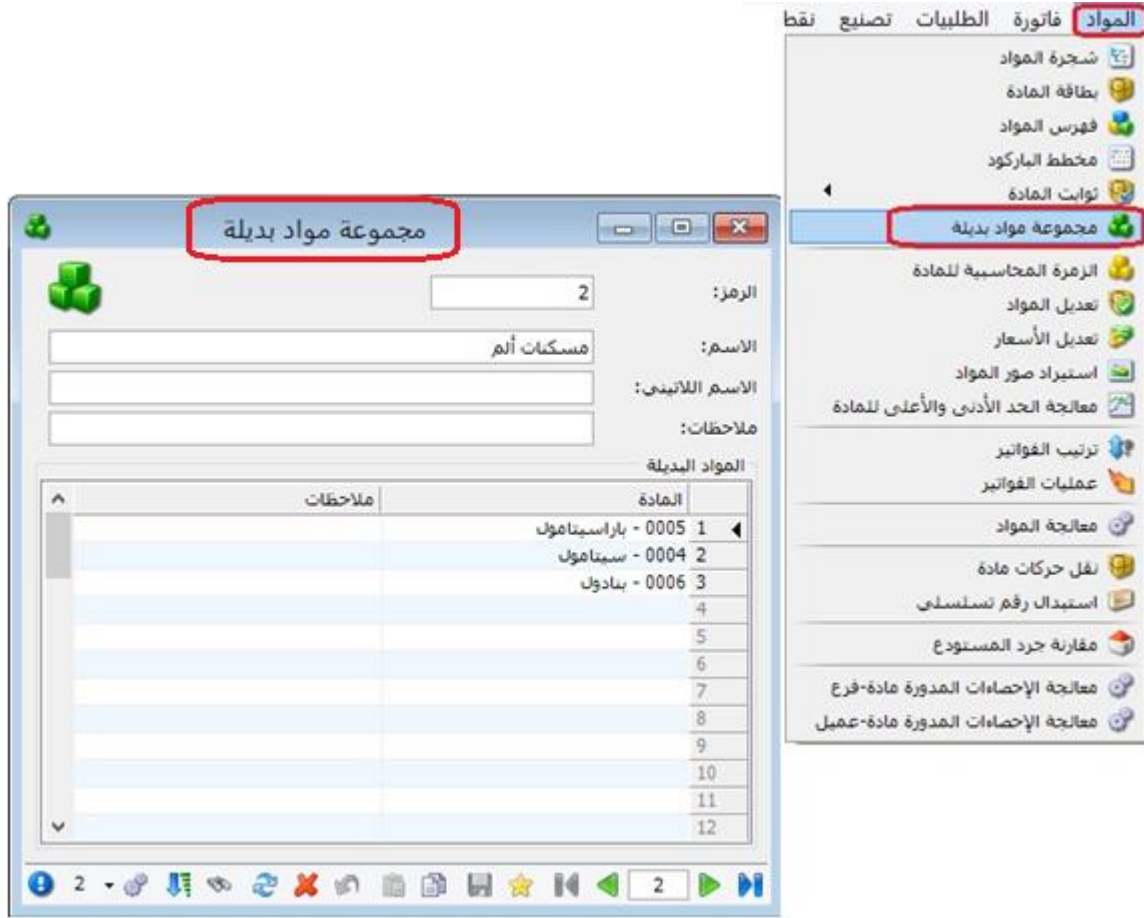 المواد فاتورة الطلبيات تصنيع نقط
شجرة المواد
بطاقة المادة
فهرس المواد
مخطط الباركود
ثوابت المادة
مجموعة مواد بديلة
الزمرة المحاسبية للمادة
تعديل المواد
تعديل الأسعار
استيراد صور المواد
معالجة الحد الأدنى والأعلى للمادة
ترتيب الفواتير
عمليات الفواتير
معالجة المواد
نقل حركات مادة
استبدال رقم تسلسلي
مقارنة جرد المستودع
معالجة الإحصاءات المدورة مادة-فرع
معالجة الإحصاءات المدورة مادة-عميل
مجموعة مواد بديلة
الرمز: 2
الاسم: مسكنات ألم
الاسم اللاتيني:
ملاحظات:
المواد البديلة
المادة ملاحظات
1 0005 - باراسيتامول
2 0004 - سيتامول
3 0006 - بنادول
4
5
6
7
8
9
10
11
12
2 2